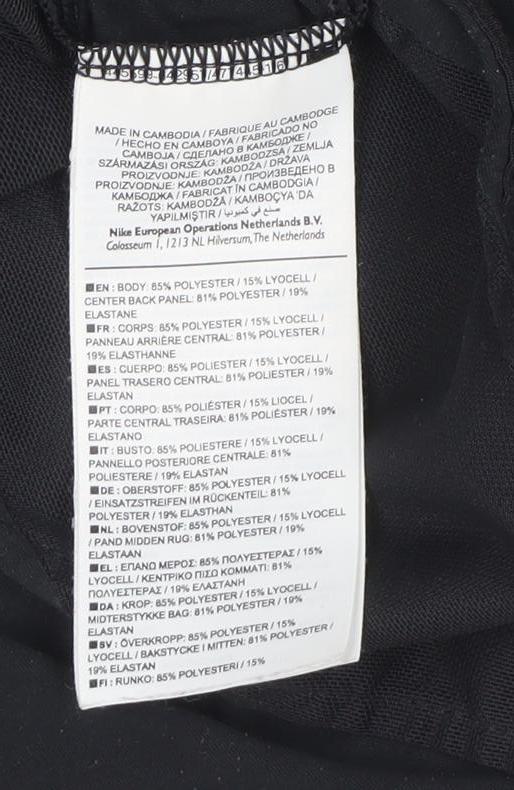 MADE IN CAMBODIA / FABRIQUE AU CAMBODGE
/ HECHO EN CAMBOYA / FABRICADO NO
CAMBOJA / СДЕЛАНО В КАМБОДЖЕ /
SZÁRMAZÁSI ORSZÁG: KAMBODZSA / ZEMLJA
PROIZVODNJE: KAMBODŽA / DRŽAVA
PROIZVODNJE: KAMBODŽA / ПРОИЗВЕДЕНО В
КАМБОДЖА / FABRICAT ÎN CAMBODGIA /
RAŽOTS: KAMBODŽĀ / KAMBOÇYA 'DA
YAPILMIŞTIR / صنع في كمبوديا
Nike European Operations Netherlands B.V.
Colosseum 1, 1213 NL Hilversum, The Netherlands
EN : BODY: 85% POLYESTER / 15% LYOCELL /
CENTER BACK PANEL: 81% POLYESTER / 19%
ELASTANE
FR : CORPS: 85% POLYESTER / 15% LYOCELL /
PANNEAU ARRIÈRE CENTRAL: 81% POLYESTER /
19% ELASTHANNE
ES : CUERPO: 85% POLIESTER / 15% LYOCELL /
PANEL TRASERO CENTRAL: 81% POLIESTER / 19%
ELASTAN
PT : CORPO: 85% POLIÉSTER / 15% LIOCEL /
PARTE CENTRAL TRASEIRA: 81% POLIÉSTER / 19%
ELASTANO
IT : BUSTO: 85% POLIESTERE / 15% LYOCELL /
PANNELLO POSTERIORE CENTRALE: 81%
POLIESTERE / 19% ELASTAN
DE : OBERSTOFF: 85% POLYESTER / 15% LYOCELL
/ EINSATZSTREIFEN IM RÜCKENTEIL: 81%
POLYESTER / 19% ELASTHAN
NL : BOVENSTOF: 85% POLYESTER / 15% LYOCELL
/ PAND MIDDEN RUG: 81% POLYESTER / 19%
ELASTAAN
EL : ΕΠΑΝΩ ΜΕΡΟΣ: 85% ΠΟΛΥΕΣΤΕΡΑΣ / 15%
LYOCELL / ΚΕΝΤΡΙΚΟ ΠΙΣΩ ΚΟΜΜΑΤΙ: 81%
ΠΟΛΥΕΣΤΕΡΑΣ / 19% ΕΛΑΣΤΑΝΗ
DA : KROP: 85% POLYESTER / 15% LYOCELL /
MIDTERSTYKKE BAG: 81% POLYESTER / 19%
ELASTAN
SV : ÖVERKROPP: 85% POLYESTER / 15%
LYOCELL / BAKSTYCKE I MITTEN: 81% POLYESTER /
19% ELASTAN
FI : RUNKO: 85% POLYESTERI / 15%